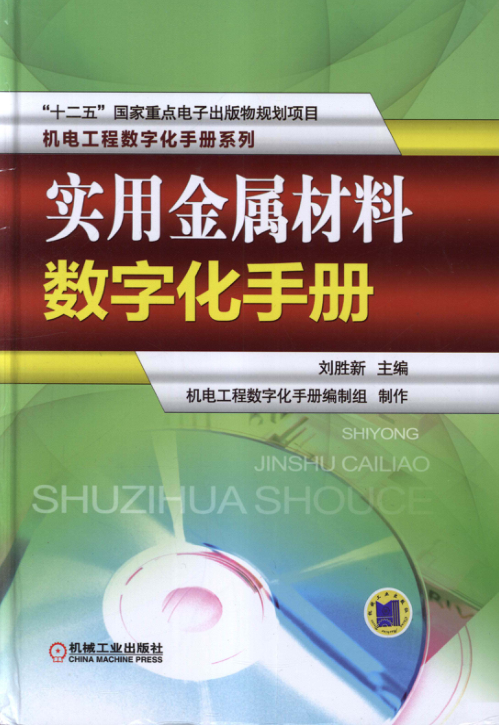 “十二五”国家重点电子出版物规划项目
机电工程数字化手册系列
实用金属材料
数字化手册
刘胜新 主编
机电工程数字化手册编制组 制作
SHIYONG
JINSHU CAILIAO
SHUZIHUA SHOUCE
机械工业出版社
CHINA MACHINE PRESS